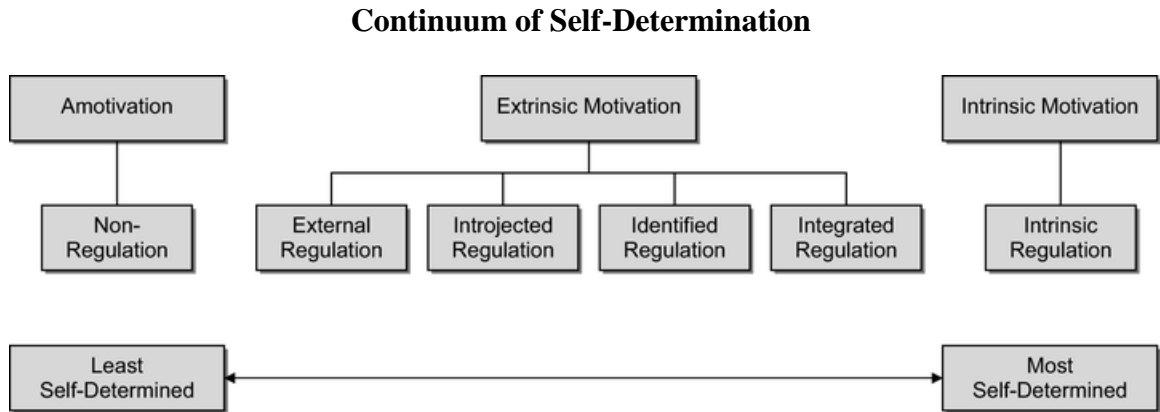 Continuum of Self-Determination
Amotivation
Extrinsic Motivation
Intrinsic Motivation
Non-
Regulation
External
Regulation
Introjected
Regulation
Identified
Regulation
Integrated
Regulation
Intrinsic
Regulation
Least
Self-Determined
Most
Self-Determined